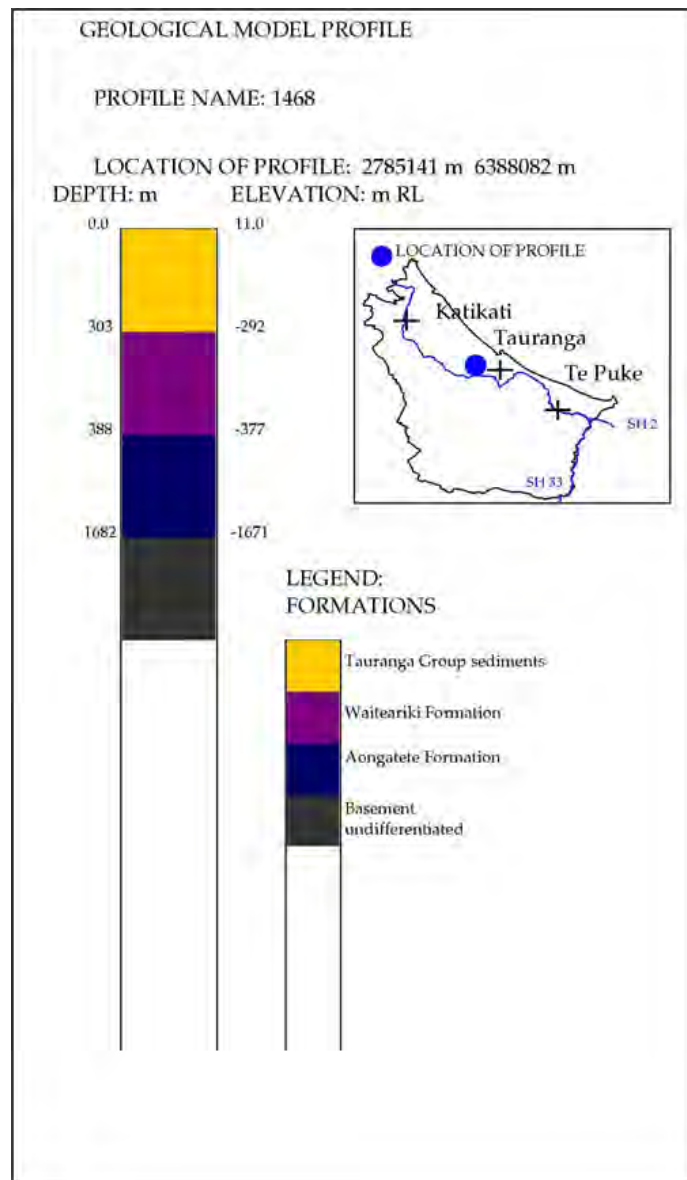 GEOLOGICAL MODEL PROFILE
PROFILE NAME: 1468
LOCATION OF PROFILE: 2785141 m 6388082 m
DEPTH: m ELEVATION: m RL
0.0 11.0
303 -292
388 -377
1682 -1671
LOCATION OF PROFILE
Katikati
Tauranga
Te Puke
SH 2
SH 33
LEGEND:
FORMATIONS
Tauranga Group sediments
Waiteariki Formation
Aongatete Formation
Basement
undifferentiated